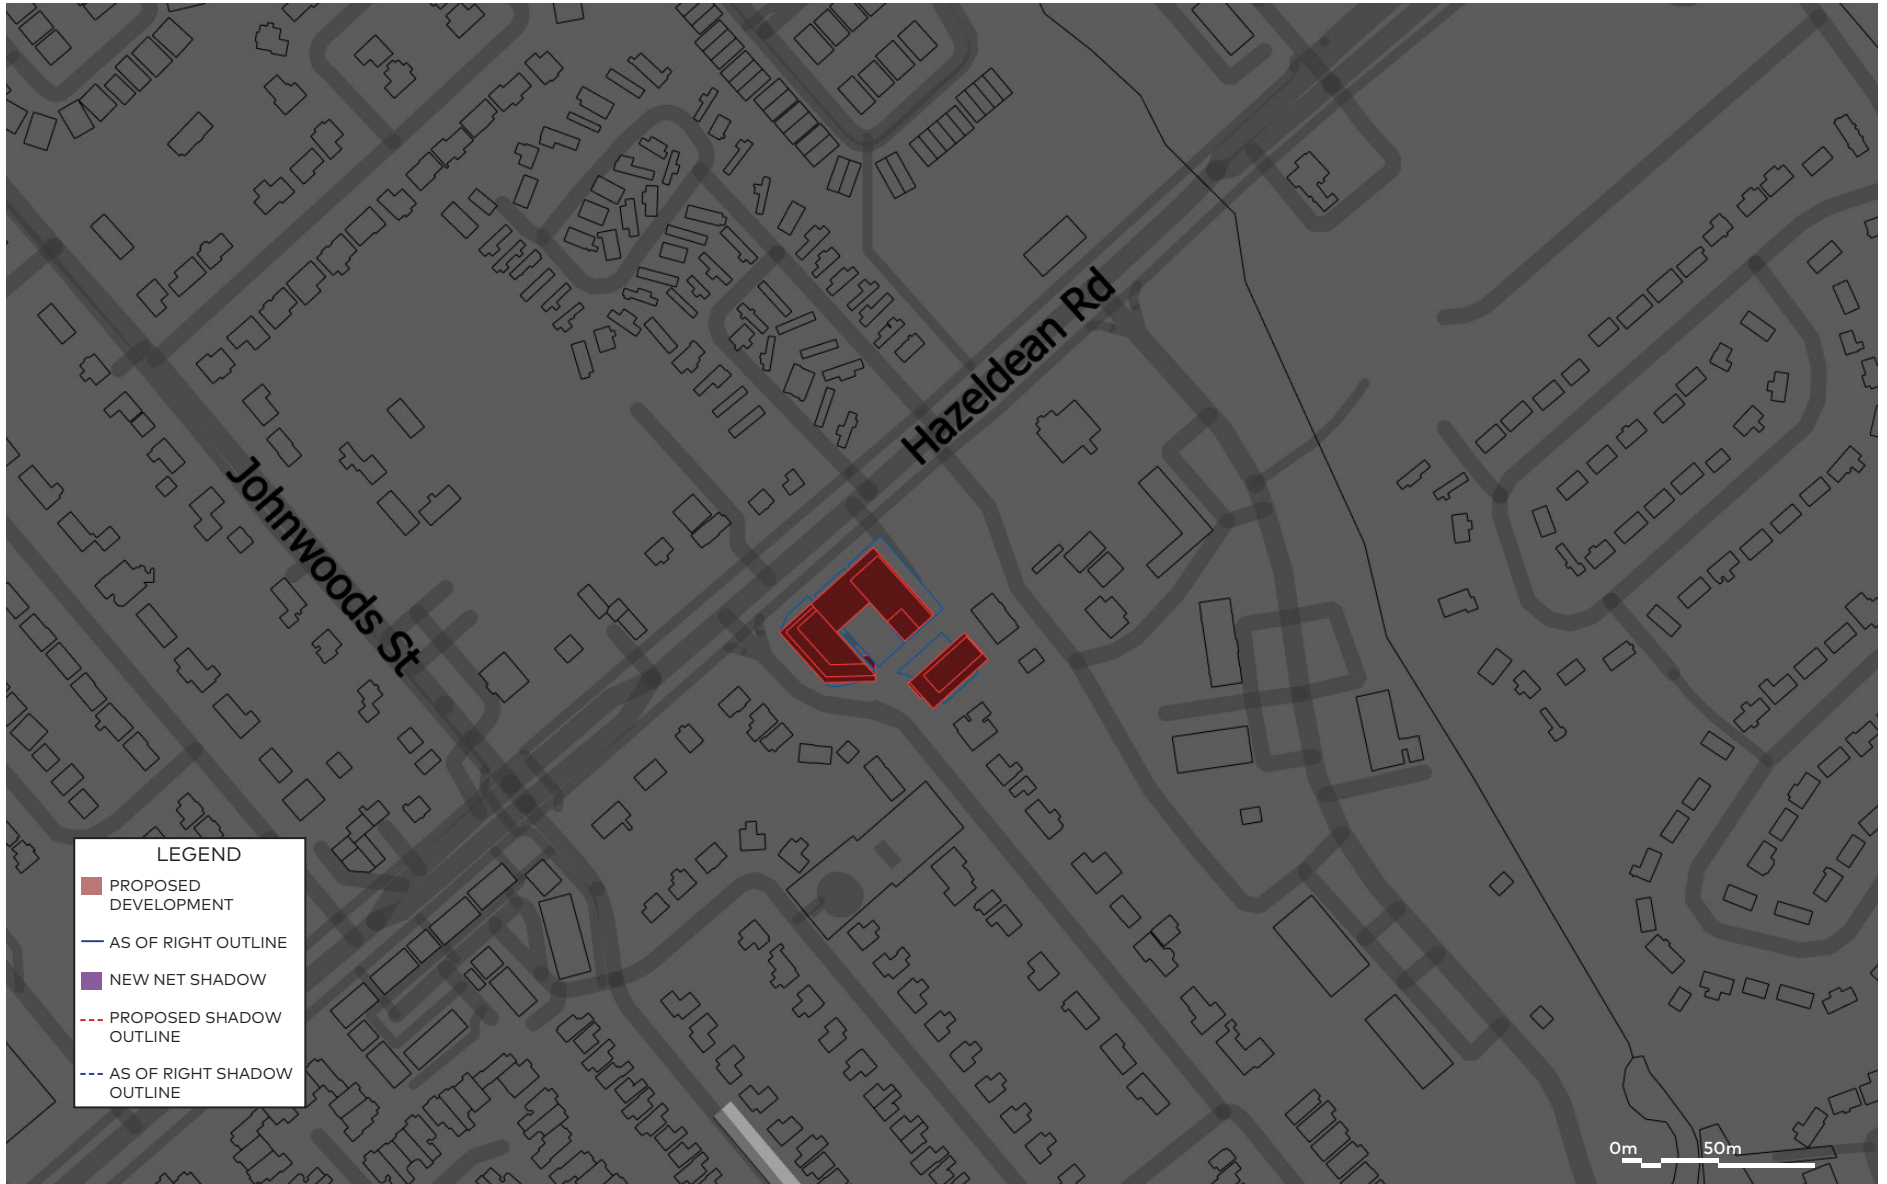 Hazeldean Rd
Johnwoods St
LEGEND
PROPOSED
DEVELOPMENT
AS OF RIGHT OUTLINE
NEW NET SHADOW
PROPOSED SHADOW
OUTLINE
AS OF RIGHT SHADOW
OUTLINE
0m 50m